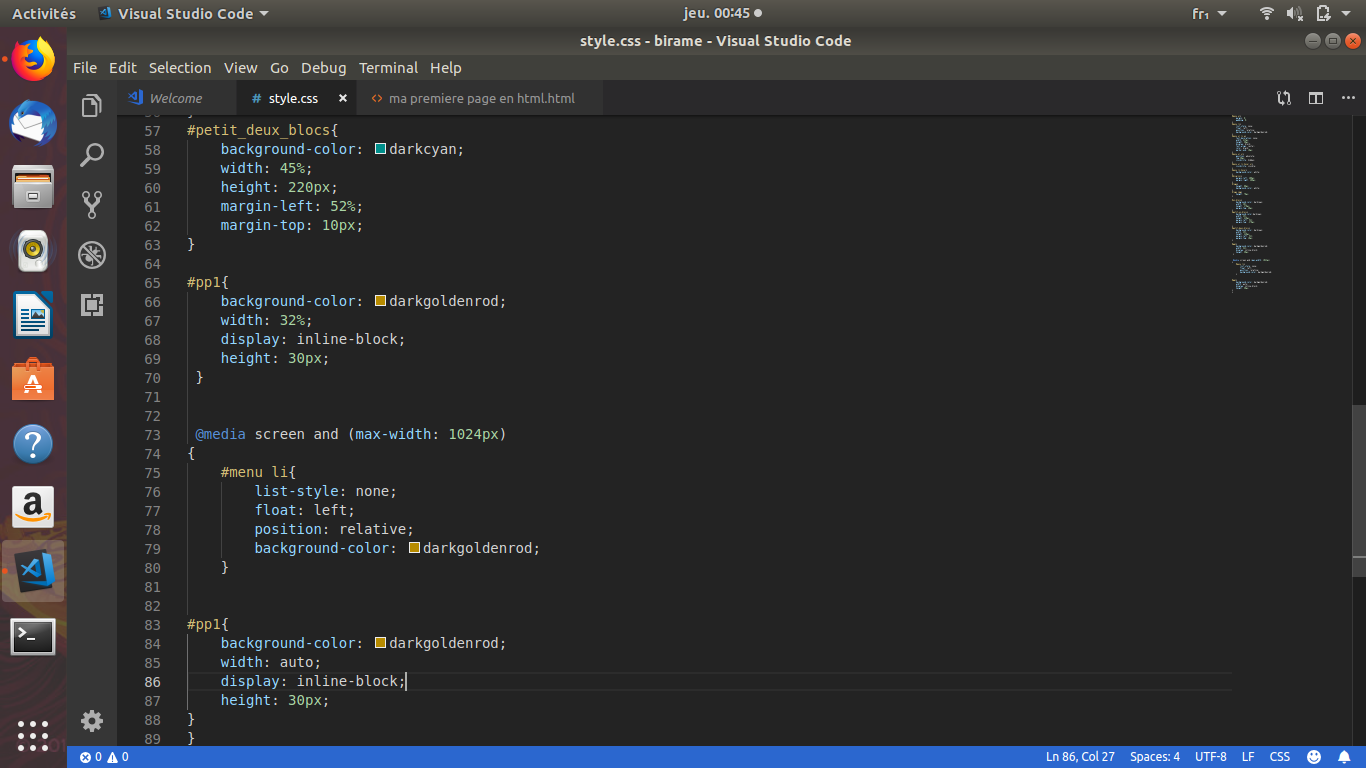 Activités Visual Studio Code jeu. 00:45 fr₁
style.css - birame - Visual Studio Code
File Edit Selection View Go Debug Terminal Help
Welcome # style.css × <> ma premiere page en html.html ···
57 #petit_deux_blocs{
58 background-color: darkcyan;
59 width: 45%;
60 height: 220px;
61 margin-left: 52%;
62 margin-top: 10px;
63 }
64
65 #pp1{
66 background-color: darkgoldenrod;
67 width: 32%;
68 display: inline-block;
69 height: 30px;
70 }
71
72
73 @media screen and (max-width: 1024px)
74 {
75 #menu li{
76 list-style: none;
77 float: left;
78 position: relative;
79 background-color: darkgoldenrod;
80 }
81
82
83 #pp1{
84 background-color: darkgoldenrod;
85 width: auto;
86 display: inline-block;
87 height: 30px;
88 }
89 }
0 0 Ln 86, Col 27 Spaces: 4 UTF-8 LF CSS